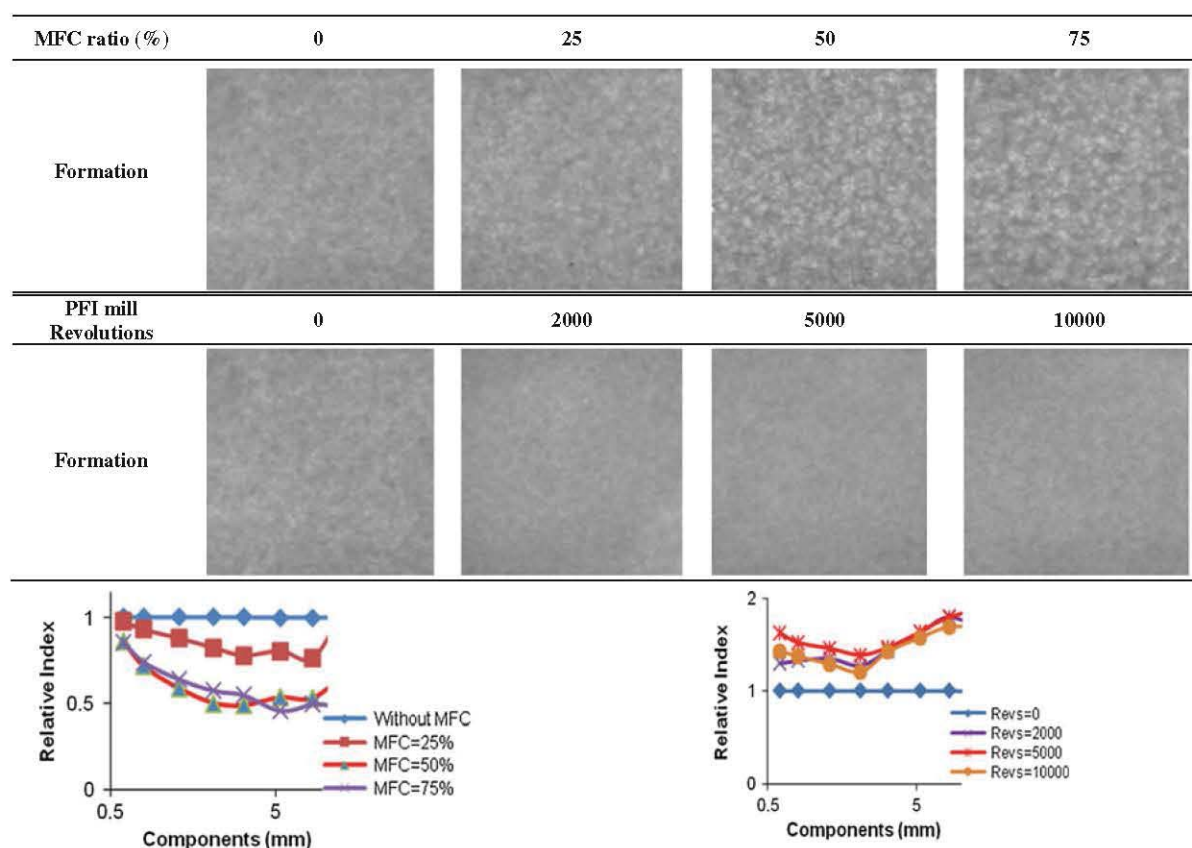 MFC ratio (%) 0 25 50 75
Formation
PFI mill
Revolutions 0 2000 5000 10000
Formation
1
0.5
0
0.5 5
Relative Index
Components (mm)
Without MFC
MFC=25%
MFC=50%
MFC=75%
2
1
0
0.5 5
Relative Index
Components (mm)
Revs=0
Revs=2000
Revs=5000
Revs=10000